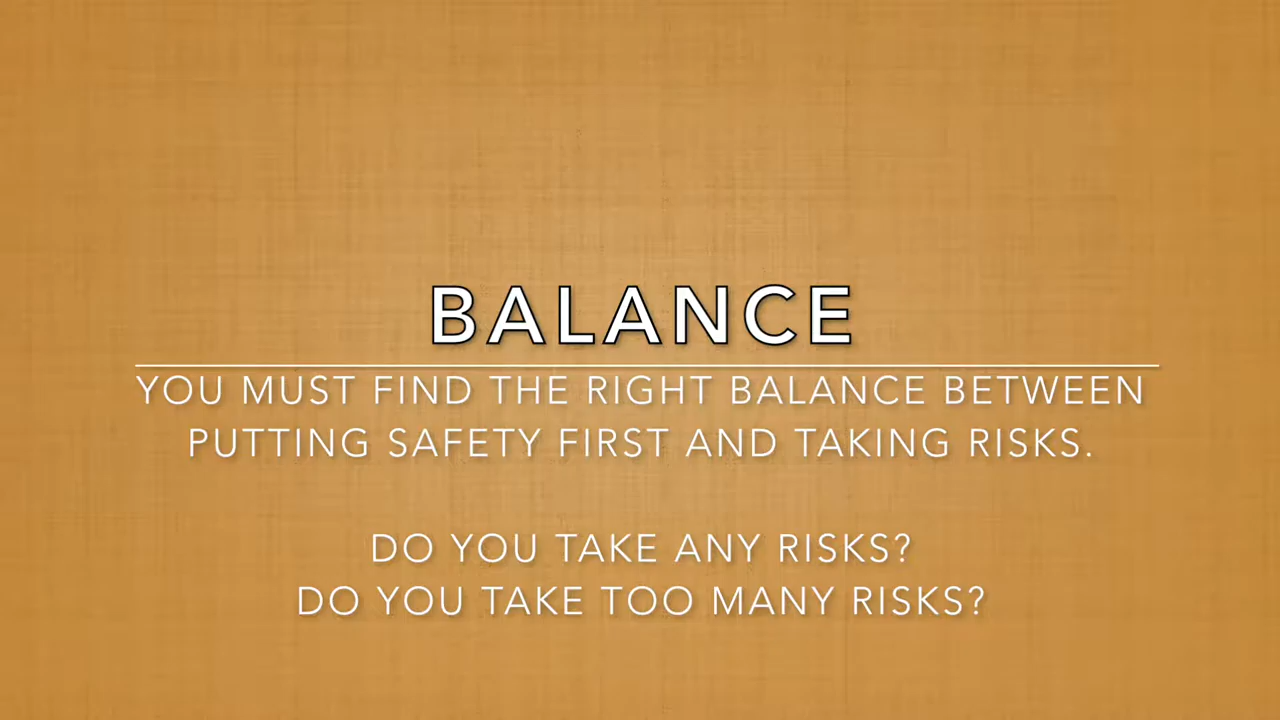 BALANCE
YOU MUST FIND THE RIGHT BALANCE BETWEEN
PUTTING SAFETY FIRST AND TAKING RISKS.
DO YOU TAKE ANY RISKS?
DO YOU TAKE TOO MANY RISKS?